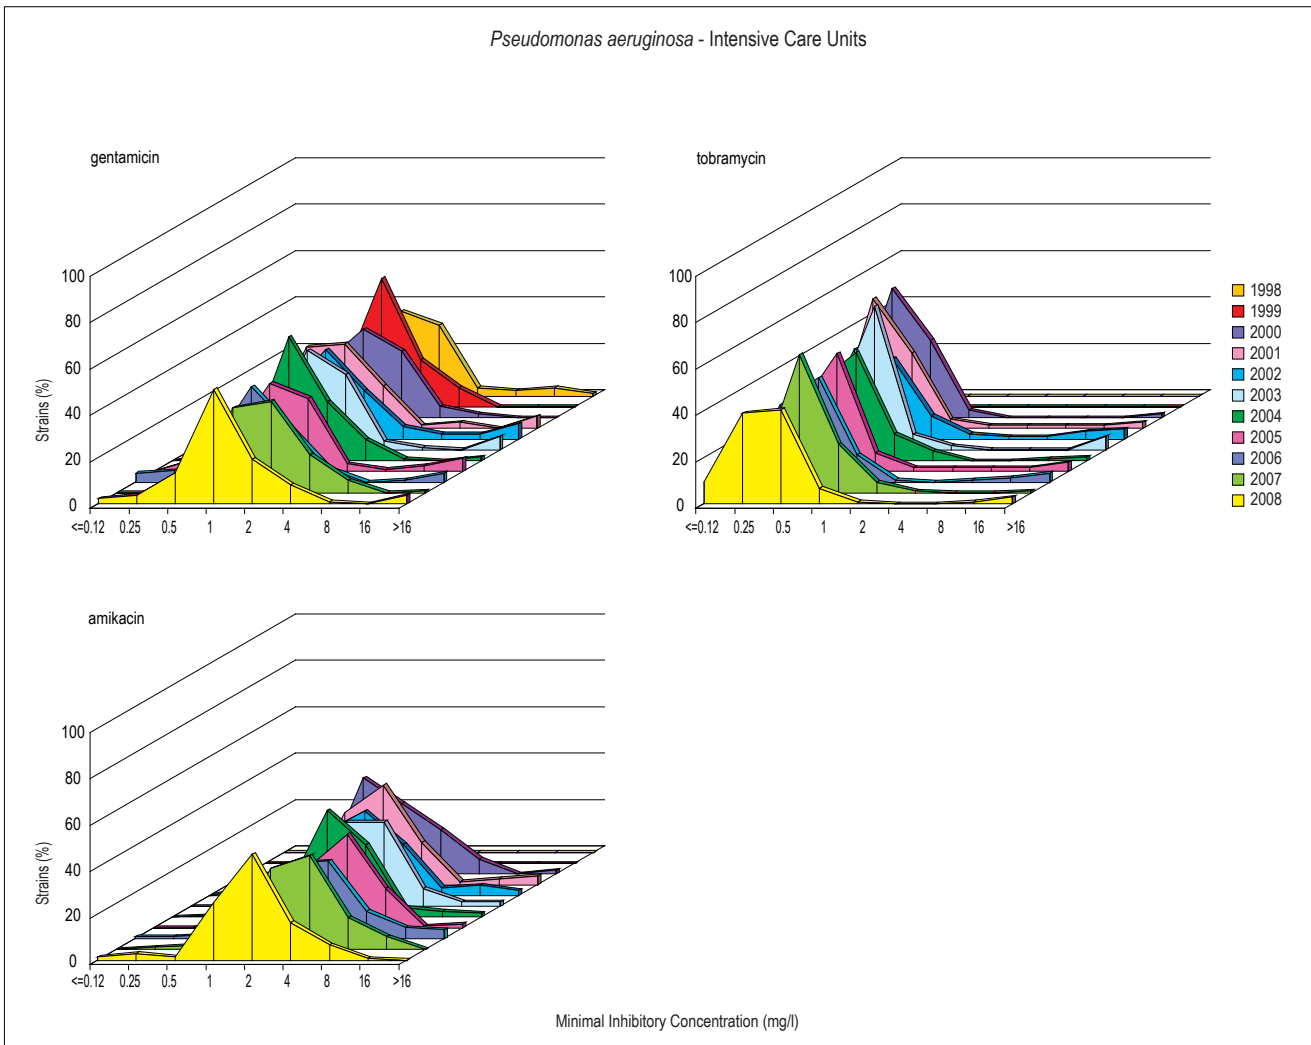 Pseudomonas aeruginosa - Intensive Care Units
gentamicin
100
80
60
40
20
0
Strains (%)
<=0.12 0.25 0.5 1 2 4 8 16 >16
tobramycin
100
80
60
40
20
0
<=0.12 0.25 0.5 1 2 4 8 16 >16
1998
1999
2000
2001
2002
2003
2004
2005
2006
2007
2008
amikacin
100
80
60
40
20
0
Strains (%)
<=0.12 0.25 0.5 1 2 4 8 16 >16
Minimal Inhibitory Concentration (mg/l)